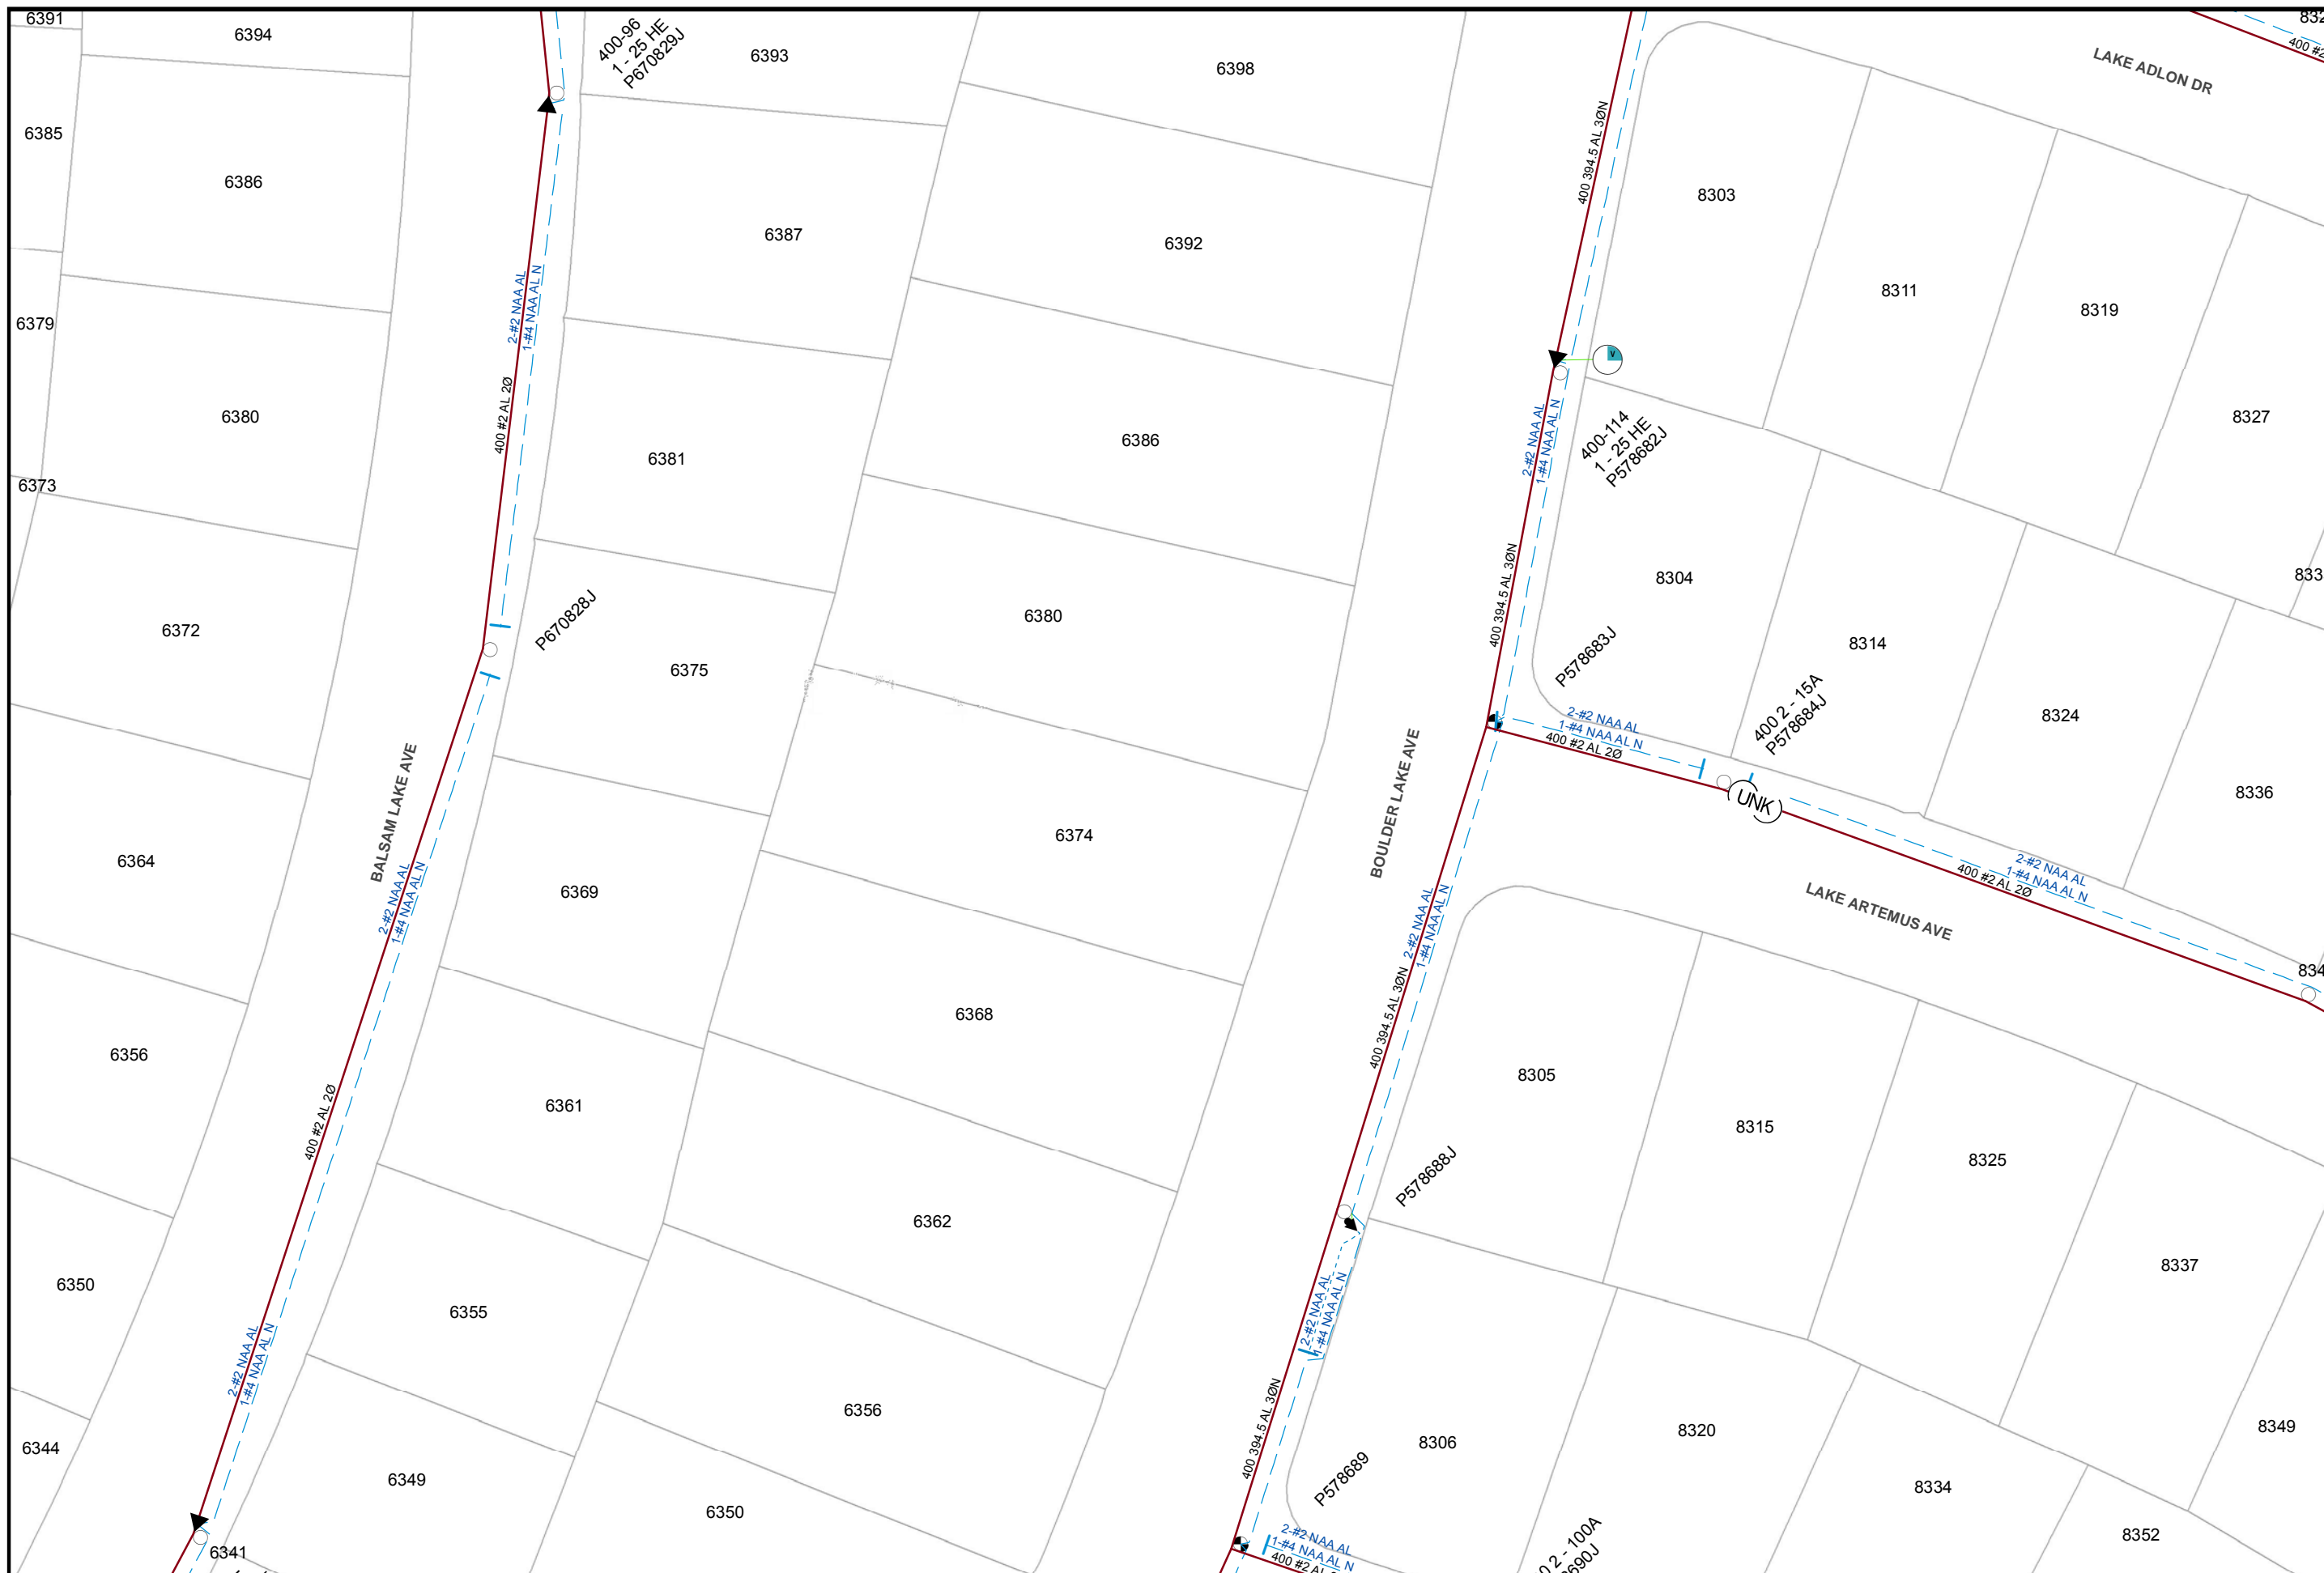 6391
6394
400-96
1 - 25 HE
P670829J
6393
6398
LAKE ADLON DR
6385
6386
6387
6392
400 394.5 AL 3ØN
8303
8311
8319
8327
6379
2-#2 NAA AL
1-#4 NAA AL N
400 #2 AL 2Ø
6380
6381
6386
V
400-114
1 - 25 HE
P578682J
2-#2 NAA AL
1-#4 NAA AL N
6373
6372
P670828J
6375
6380
400 394.5 AL 3ØN
8304
P578683J
8314
8324
8336
400 2 - 15A
P578684J
2-#2 NAA AL
1-#4 NAA AL N
400 #2 AL 2Ø
UNK
BALSAM LAKE AVE
BOULDER LAKE AVE
6364
6369
6374
2-#2 NAA AL
1-#4 NAA AL N
2-#2 NAA AL
1-#4 NAA AL N
2-#2 NAA AL
1-#4 NAA AL N
400 #2 AL 2Ø
LAKE ARTEMUS AVE
6356
6361
6368
400 394.5 AL 3ØN
400 #2 AL 2Ø
8305
8315
8325
8337
P578688J
6350
6355
6362
2-#2 NAA AL
1-#4 NAA AL N
2-#2 NAA AL
1-#4 NAA AL N
6344
6349
6356
6350
400 394.5 AL 3ØN
P578689
8306
8320
8334
8349
8352
6341
2-#2 NAA AL
1-#4 NAA AL N
400 #2 AL
2 - 100A
690J